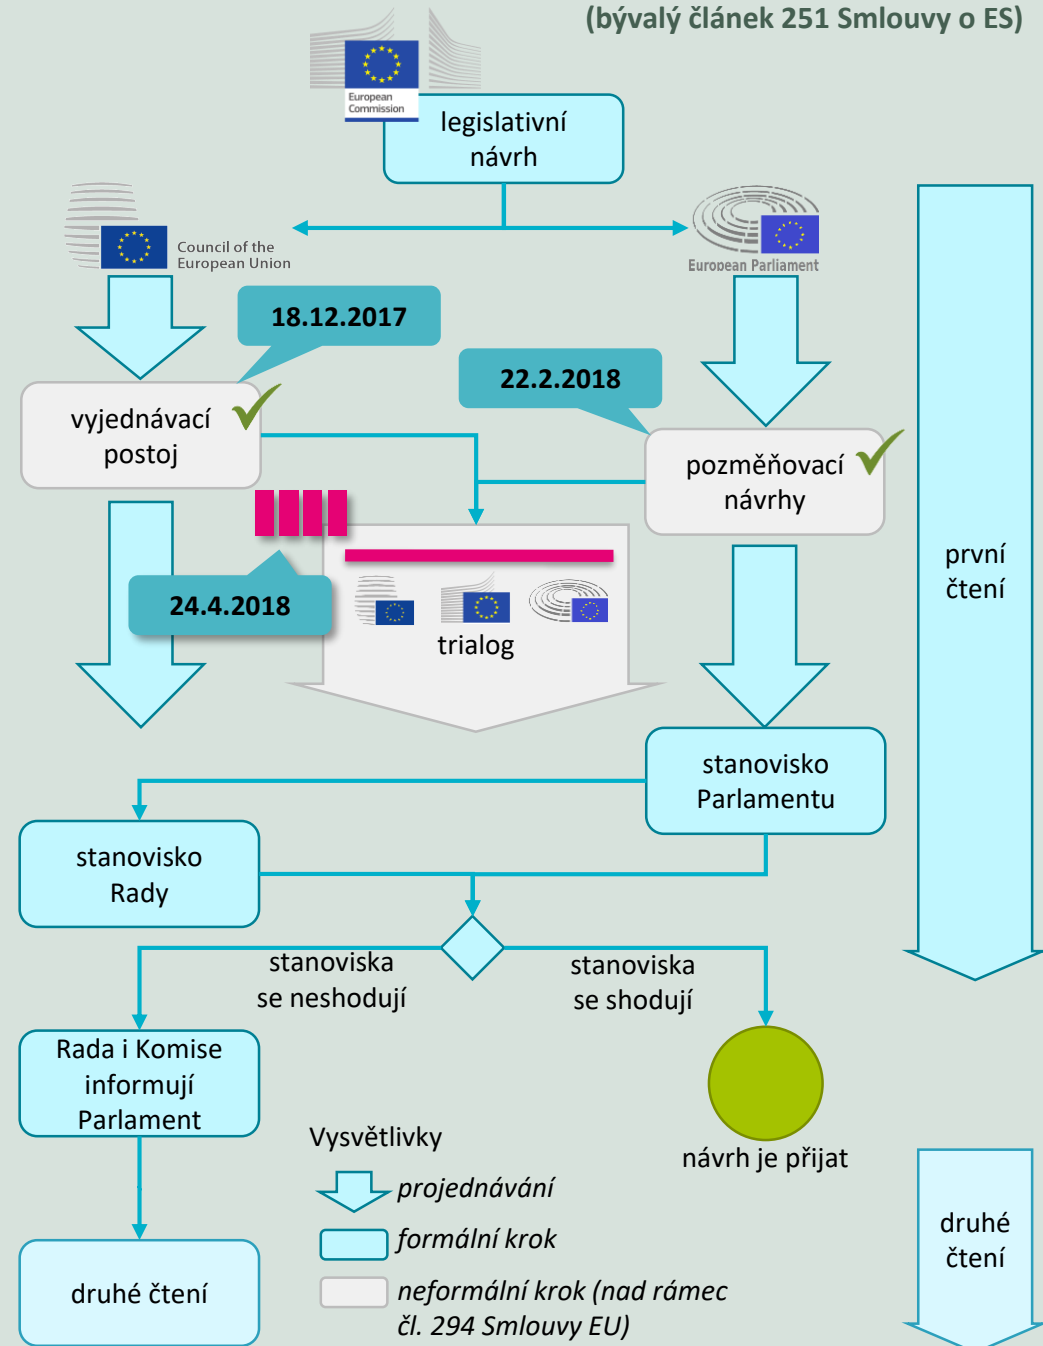 (bývalý článek 251 Smlouvy o ES)
European
Commission
legislativní
návrh
Council of the
European Union
European Parliament
18.12.2017
22.2.2018
vyjednávací
postoj
pozměňovací
návrhy
první
čtení
24.4.2018
trialog
stanovisko
Parlamentu
stanovisko
Rady
stanoviska
se neshodují
stanoviska
se shodují
Rada i Komise
informují
Parlament
návrh je přijat
Vysvětlivky
projednávání
formální krok
neformální krok (nad rámec
čl. 294 Smlouvy EU)
druhé čtení
druhé
čtení